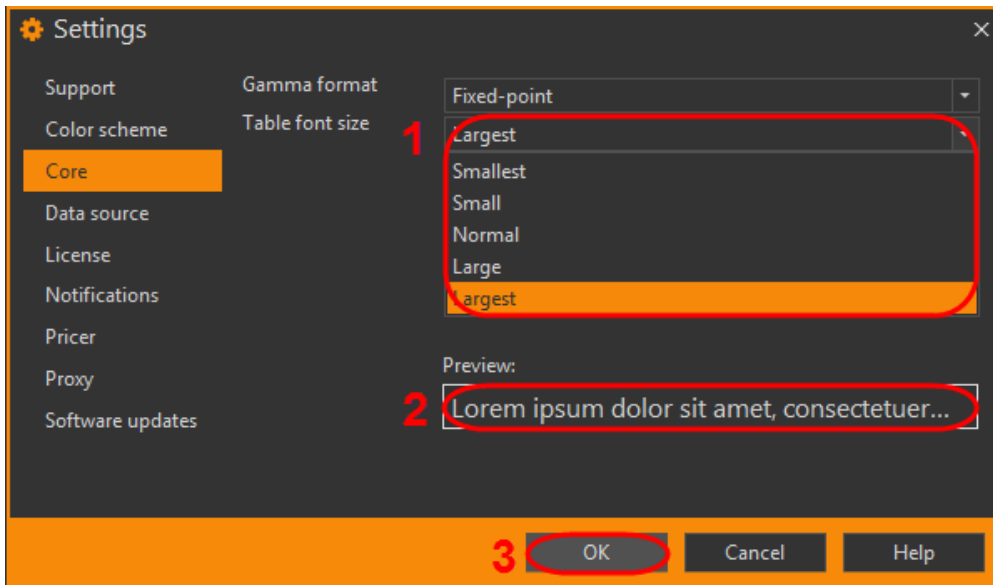 Settings
Support
Color scheme
Core
Data source
License
Notifications
Pricer
Proxy
Software updates
Gamma format
Fixed-point
Table font size
1
Largest
Smallest
Small
Normal
Large
Largest
Preview:
2
Lorem ipsum dolor sit amet, consectetuer...
3
OK
Cancel
Help